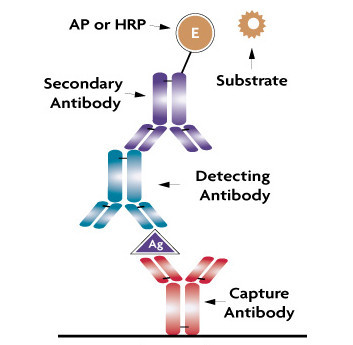 AP or HRP
E
Substrate
Secondary
Antibody
Detecting
Antibody
Ag
Capture
Antibody